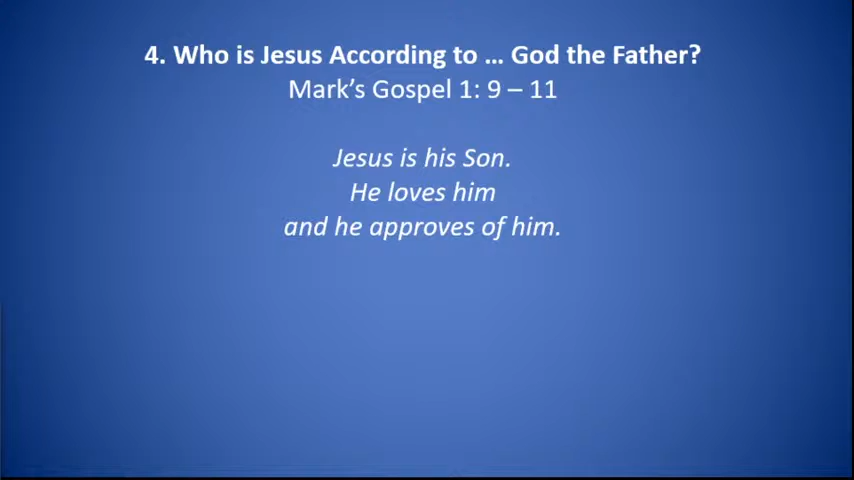 4. Who is Jesus According to … God the Father?
Mark’s Gospel 1: 9 – 11
Jesus is his Son.
He loves him
and he approves of him.